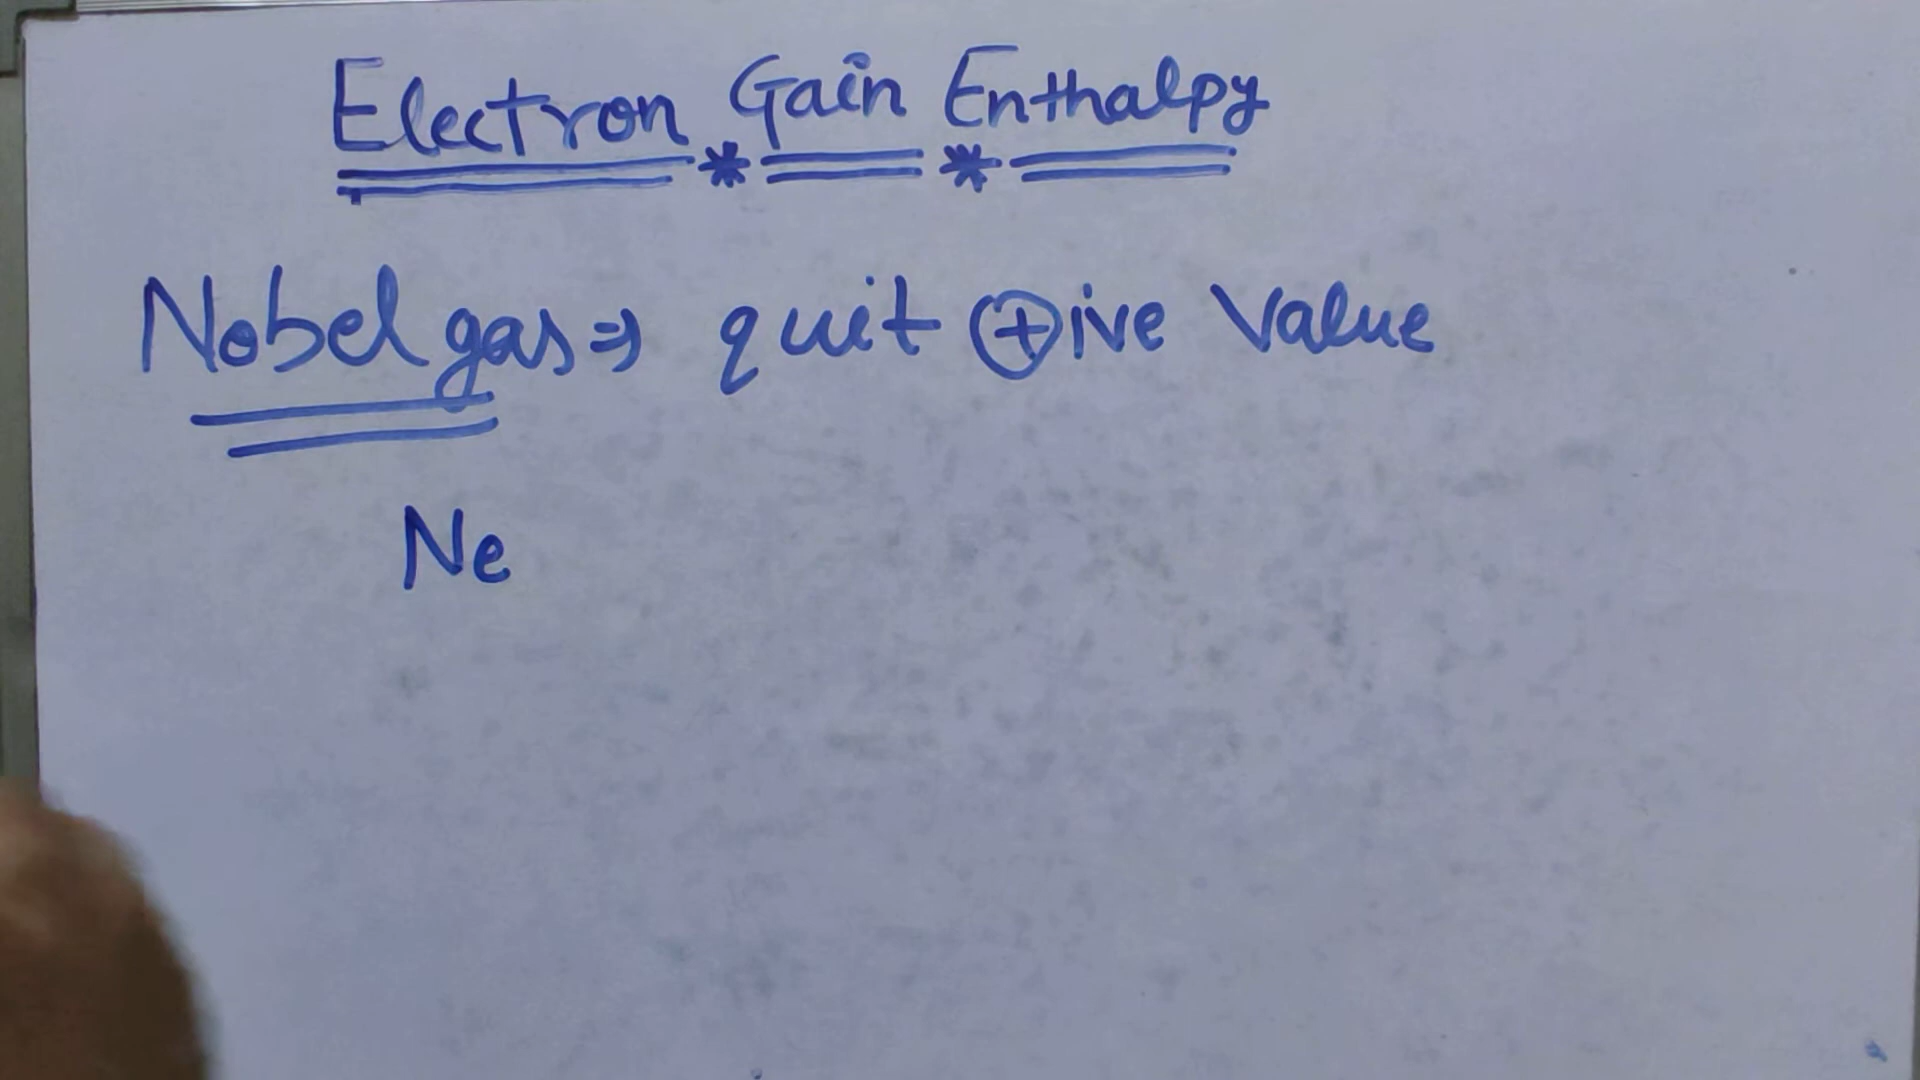 Electron Gain Enthalpy
Nobel gas ⇒ quit ⊕ive Value
Ne